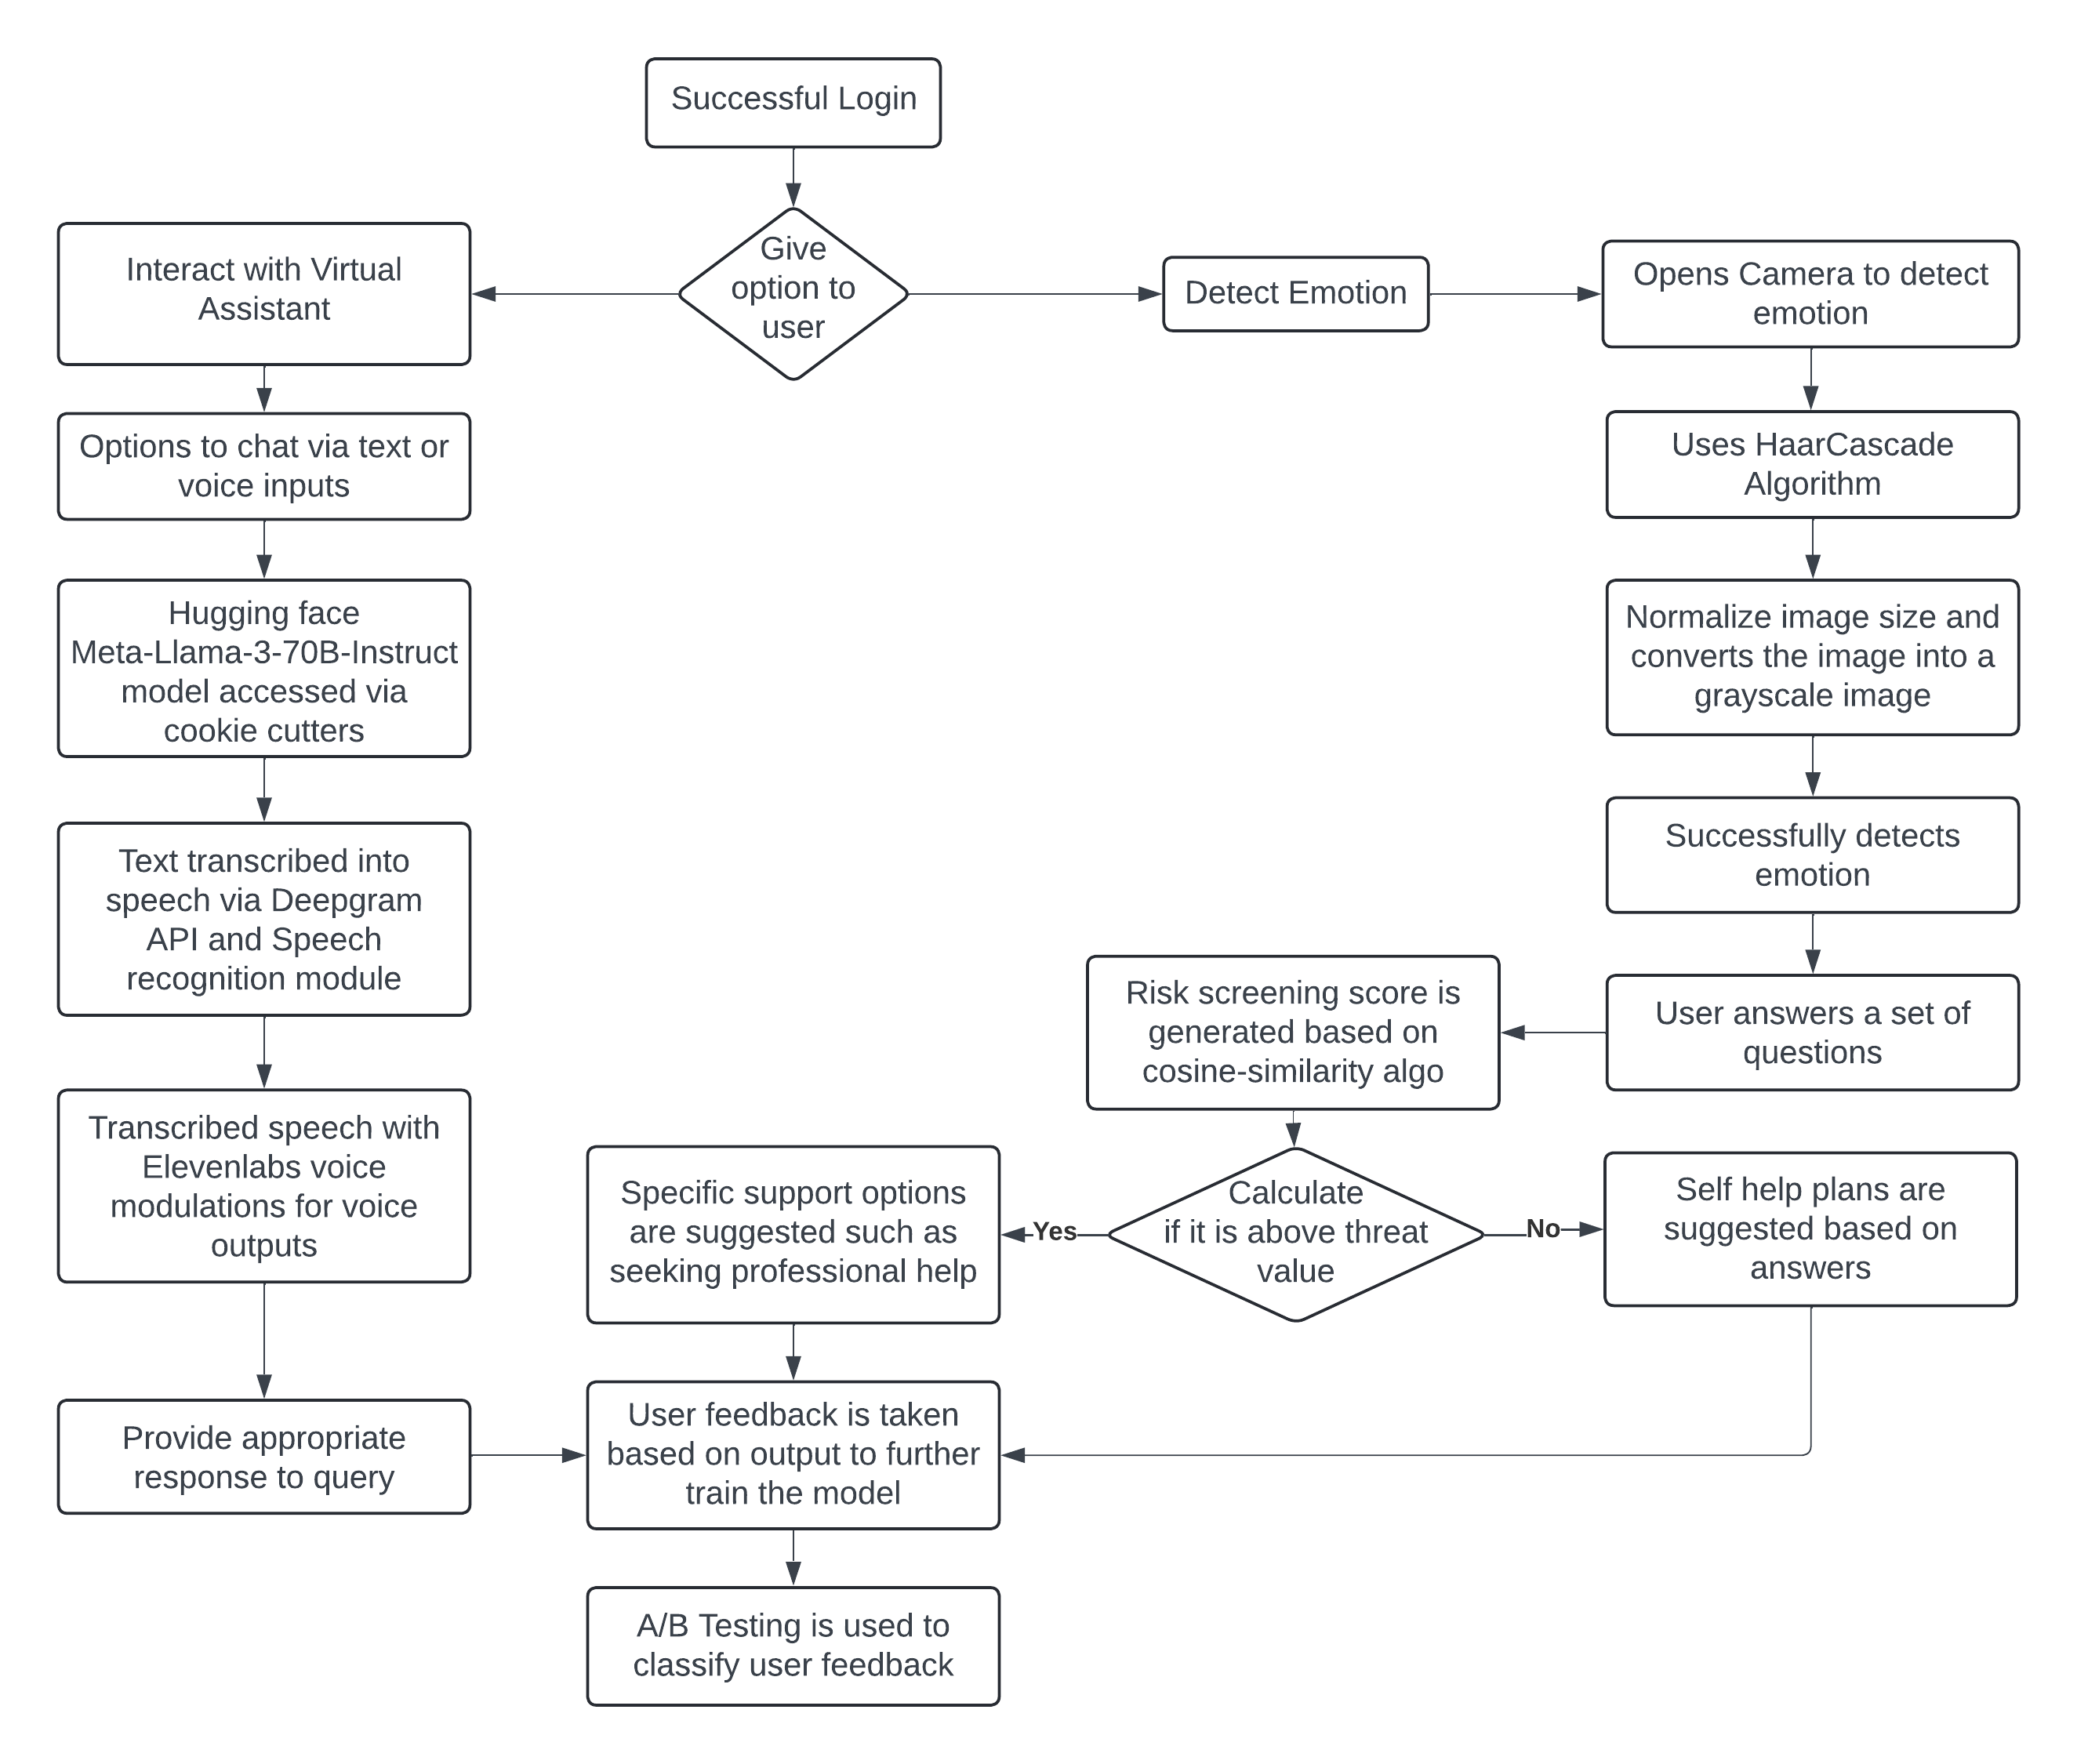 Successful Login
Give
option to
user
Interact with Virtual
Assistant
Options to chat via text or
voice inputs
Hugging face
Meta-Llama-3-70B-Instruct
model accessed via
cookie cutters
Text transcribed into
speech via Deepgram
API and Speech
recognition module
Transcribed speech with
Elevenlabs voice
modulations for voice
outputs
Provide appropriate
response to query
Detect Emotion
Opens Camera to detect
emotion
Uses HaarCascade
Algorithm
Normalize image size and
converts the image into a
grayscale image
Successfully detects
emotion
User answers a set of
questions
Risk screening score is
generated based on
cosine-similarity algo
Calculate
if it is above threat
value
Yes
No
Specific support options
are suggested such as
seeking professional help
Self help plans are
suggested based on
answers
User feedback is taken
based on output to further
train the model
A/B Testing is used to
classify user feedback